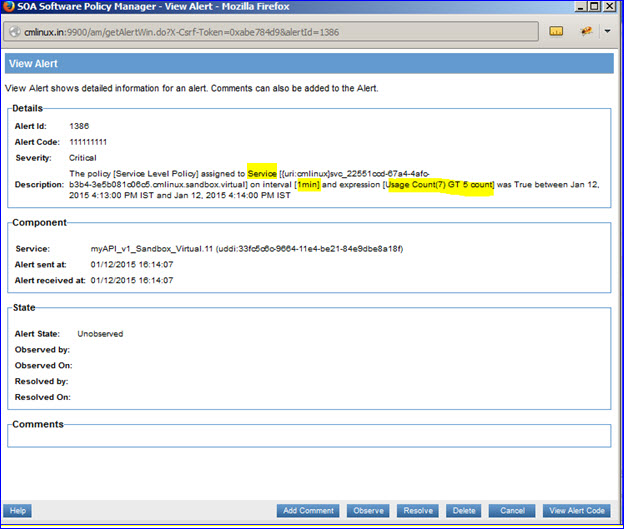 SOA Software Policy Manager - View Alert - Mozilla Firefox
cmlinux.in:9900/am/getAlertWin.do?X-Csrf-Token=0xabe784d9&alertId=1386
View Alert
View Alert shows detailed information for an alert. Comments can also be added to the Alert.
Details
Alert Id: 1386
Alert Code: 111111111
Severity: Critical
The policy [Service Level Policy] assigned to Service [{uri:cmlinux}svc_22551ccd-67a4-4afc-
Description: b3b4-3e5b081c06c5.cmlinux.sandbox.virtual] on interval [1min] and expression [Usage Count(7) GT 5 count] was True between Jan 12,
2015 4:13:00 PM IST and Jan 12, 2015 4:14:00 PM IST
Component
Service: myAPI_v1_Sandbox_Virtual.11 (uddi:33fc5c6c-9664-11e4-be21-84e9dbe8a18f)
Alert sent at: 01/12/2015 16:14:07
Alert received at: 01/12/2015 16:14:07
State
Alert State: Unobserved
Observed by:
Observed On:
Resolved by:
Resolved On:
Comments
Help Add Comment Observe Resolve Delete Cancel View Alert Code